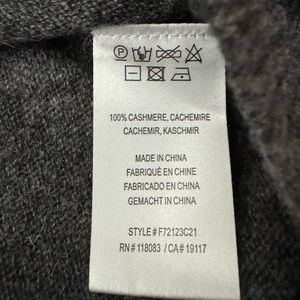 100% CASHMERE, CACHEMIRE
CACHEMIR, KASCHMIR
MADE IN CHINA
FABRIQUÉ EN CHINE
FABRICADO EN CHINA
GEMACHT IN CHINA
STYLE # F72123C21
RN # 118083 / CA # 19117